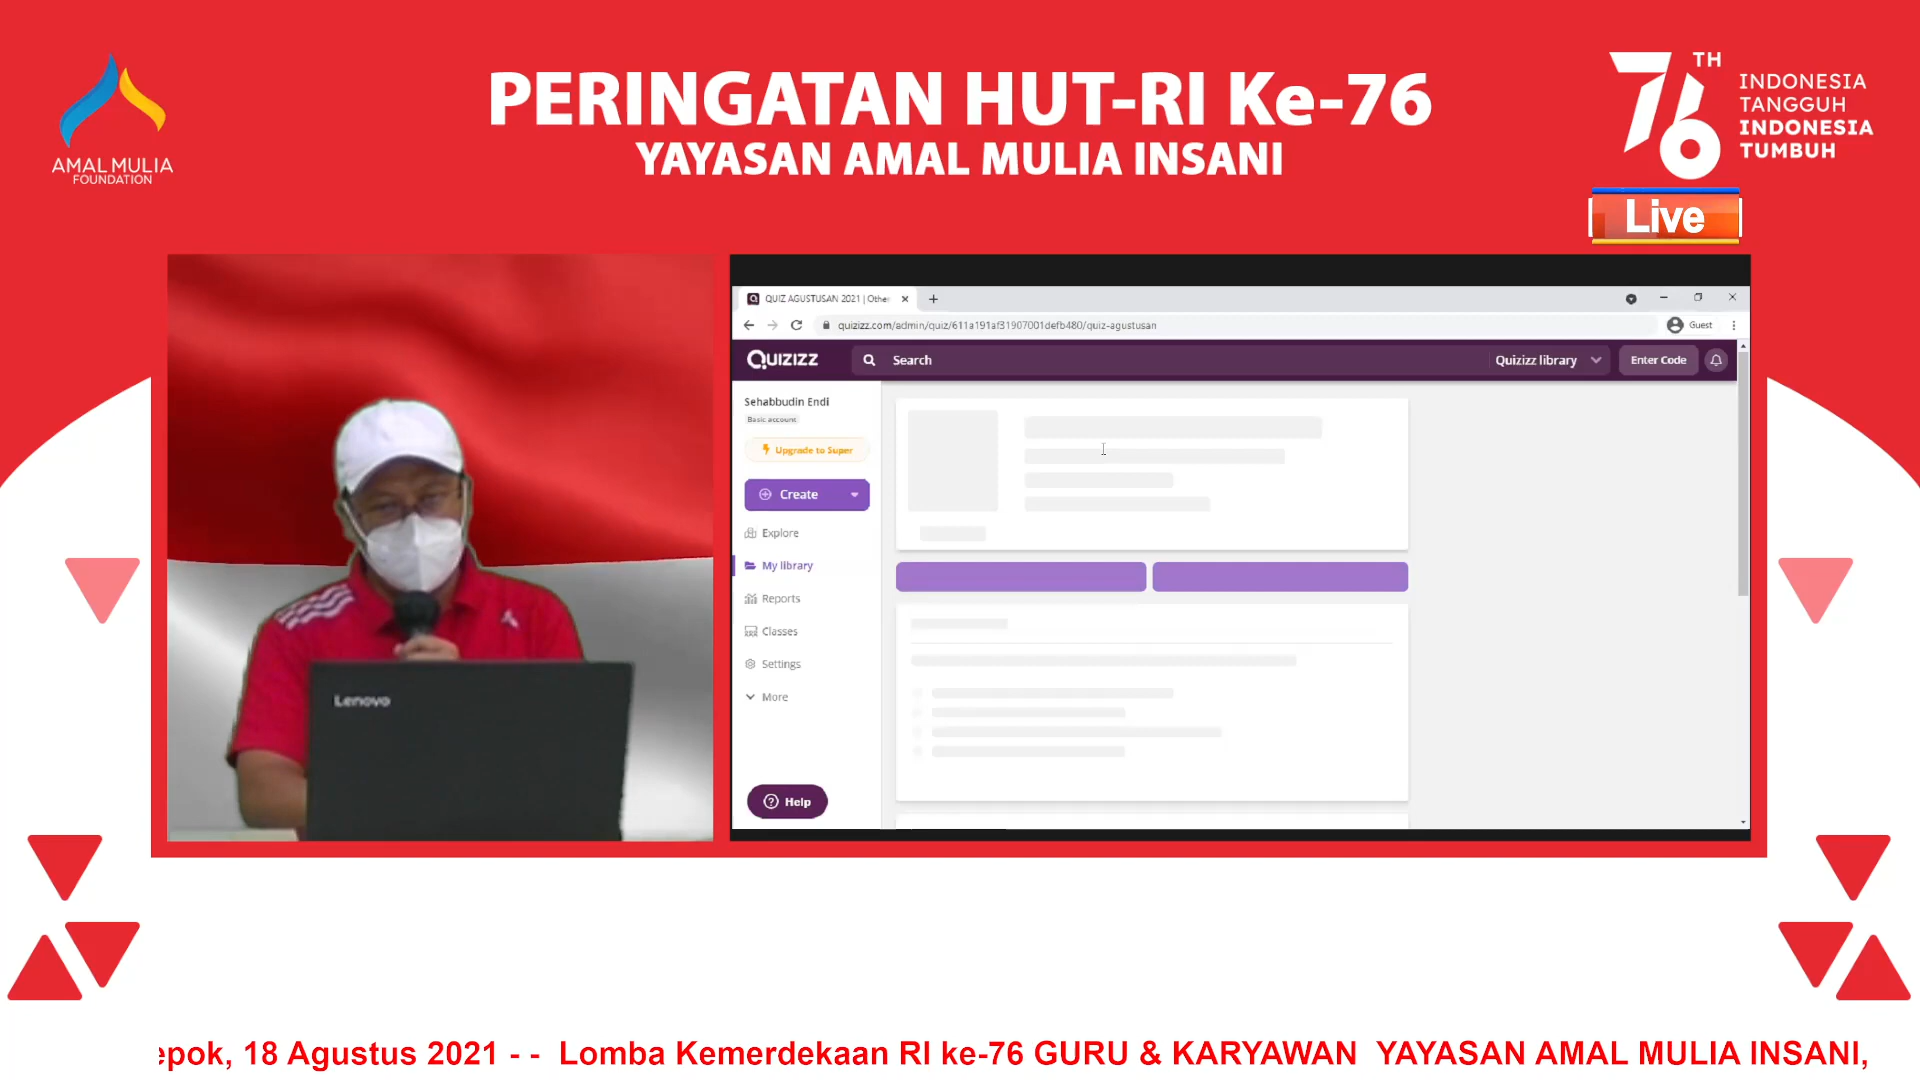 AMAL MULIA
FOUNDATION
PERINGATAN HUT-RI Ke-76
YAYASAN AMAL MULIA INSANI
76TH
INDONESIA
TANGGUH
INDONESIA
TUMBUH
Live
Lenovo
QUIZ AGUSTUSAN 2021 | Other
quizizz.com/admin/quiz/611a191af31907001defb480/quiz-agustusan
Guest
QUIZIZZ
Search
Quizizz library
Enter Code
Sehabbudin Endi
Basic account
Upgrade to Super
Create
Explore
My library
Reports
Classes
Settings
More
Help
epok, 18 Agustus 2021 - - Lomba Kemerdekaan RI ke-76 GURU & KARYAWAN YAYASAN AMAL MULIA INSANI,